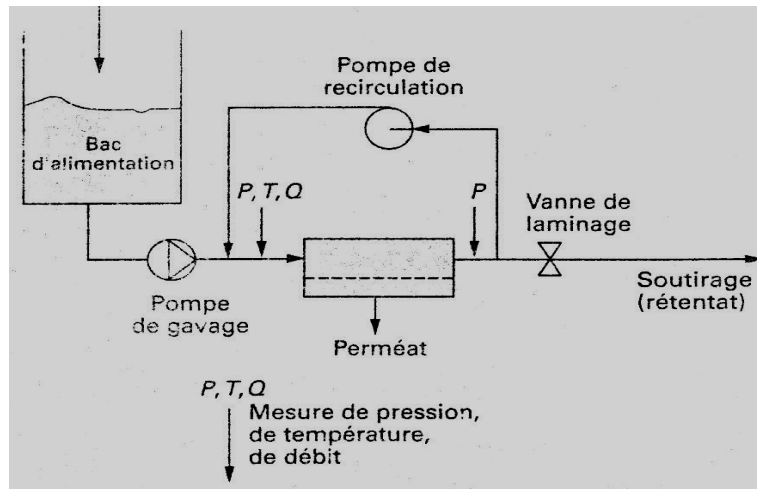 Pompe de
recirculation
Bac
d'alimentation
P, T, Q
P
Vanne de
laminage
Pompe
de gavage
Soutirage
(rétentat)
Perméat
P, T, Q
Mesure de pression,
de température,
de débit